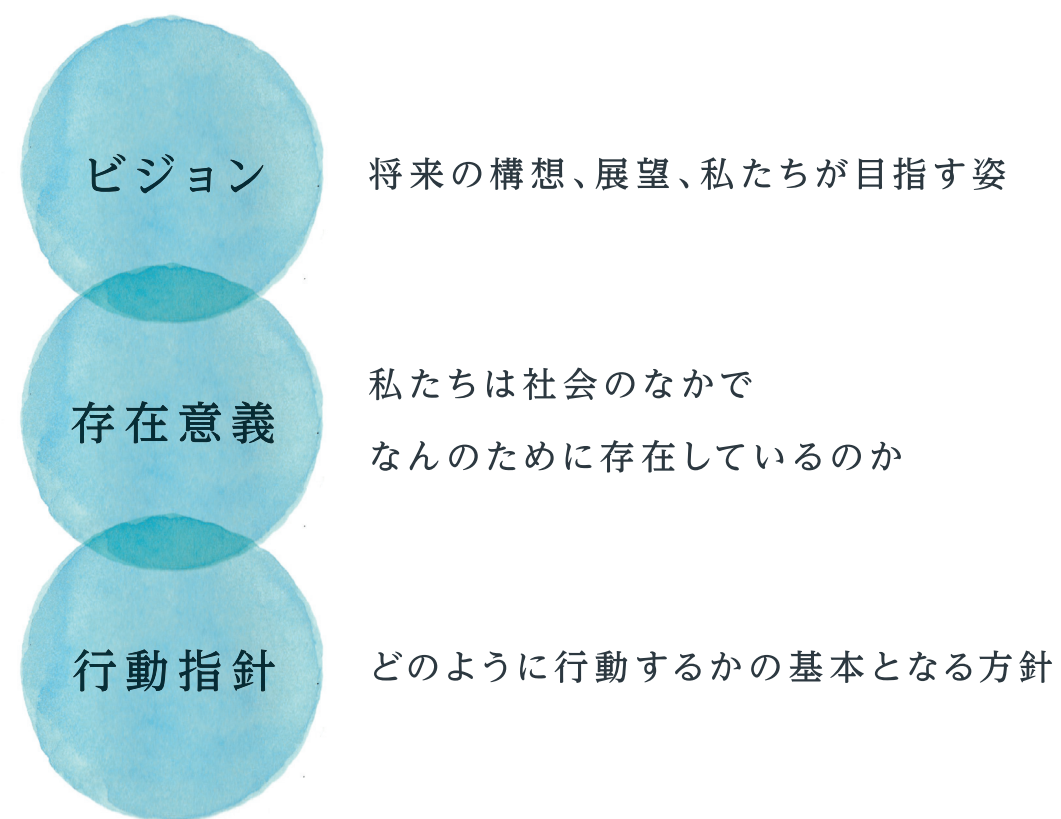 ビジョン
将来の構想、展望、私たちが目指す姿
存在意義
私たちは社会のなかで
なんのために存在しているのか
行動指針
どのように行動するかの基本となる方針